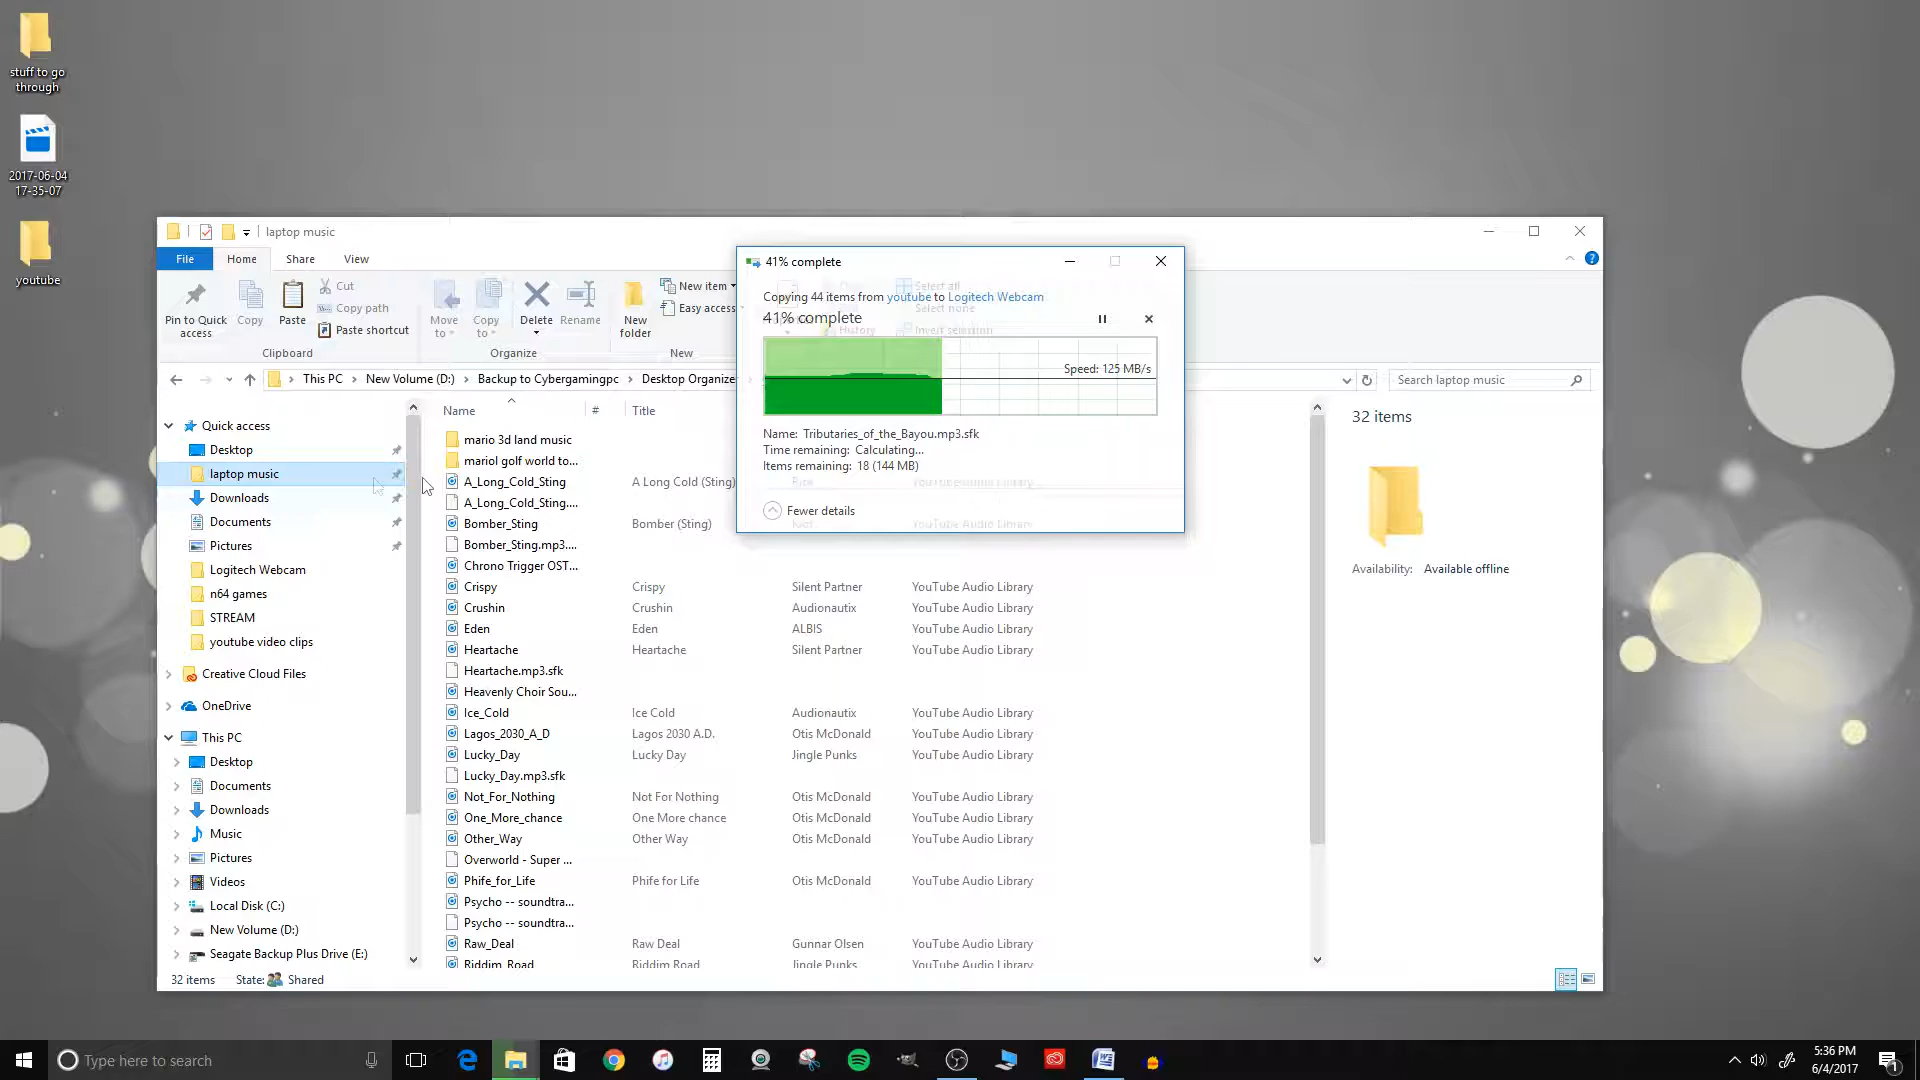 stuff to go
through
2017-06-04
17-35-07
youtube
laptop music
File Home Share View
Pin to Quick
access
Copy
Paste
Cut
Copy path
Paste shortcut
Clipboard
Move
to
Copy
to
Delete
Rename
Organize
New
folder
New item
Easy access
New
Select all
Select none
Invert selection
History
41% complete
Copying 44 items from youtube to Logitech Webcam
41% complete
Speed: 125 MB/s
Name: Tributaries_of_the_Bayou.mp3.sfk
Time remaining: Calculating...
Items remaining: 18 (144 MB)
Fewer details
This PC New Volume (D:) Backup to Cybergamingpc Desktop Organize
Search laptop music
Quick access
Desktop
laptop music
Downloads
Documents
Pictures
Logitech Webcam
n64 games
STREAM
youtube video clips
Creative Cloud Files
OneDrive
This PC
Desktop
Documents
Downloads
Music
Pictures
Videos
Local Disk (C:)
New Volume (D:)
Seagate Backup Plus Drive (E:)
Name # Title
mario 3d land music
mariol golf world to...
A_Long_Cold_Sting A Long Cold (Sting)
A_Long_Cold_Sting....
Bomber_Sting Bomber (Sting) YouTube Audio Library
Bomber_Sting.mp3....
Chrono Trigger OST...
Crispy Crispy Silent Partner YouTube Audio Library
Crushin Crushin Audionautix YouTube Audio Library
Eden Eden ALBIS YouTube Audio Library
Heartache Heartache Silent Partner YouTube Audio Library
Heartache.mp3.sfk
Heavenly Choir Sou...
Ice_Cold Ice Cold Audionautix YouTube Audio Library
Lagos_2030_A_D Lagos 2030 A.D. Otis McDonald YouTube Audio Library
Lucky_Day Lucky Day Jingle Punks YouTube Audio Library
Lucky_Day.mp3.sfk
Not_For_Nothing Not For Nothing Otis McDonald YouTube Audio Library
One_More_chance One More chance Otis McDonald YouTube Audio Library
Other_Way Other Way Otis McDonald YouTube Audio Library
Overworld - Super ...
Phife_for_Life Phife for Life Otis McDonald YouTube Audio Library
Psycho -- soundtra...
Psycho -- soundtra...
Raw_Deal Raw Deal Gunnar Olsen YouTube Audio Library
Riddim_Road Riddim Road Jingle Punks YouTube Audio Library
32 items
Availability: Available offline
32 items State: Shared
Type here to search
5:36 PM
6/4/2017
1